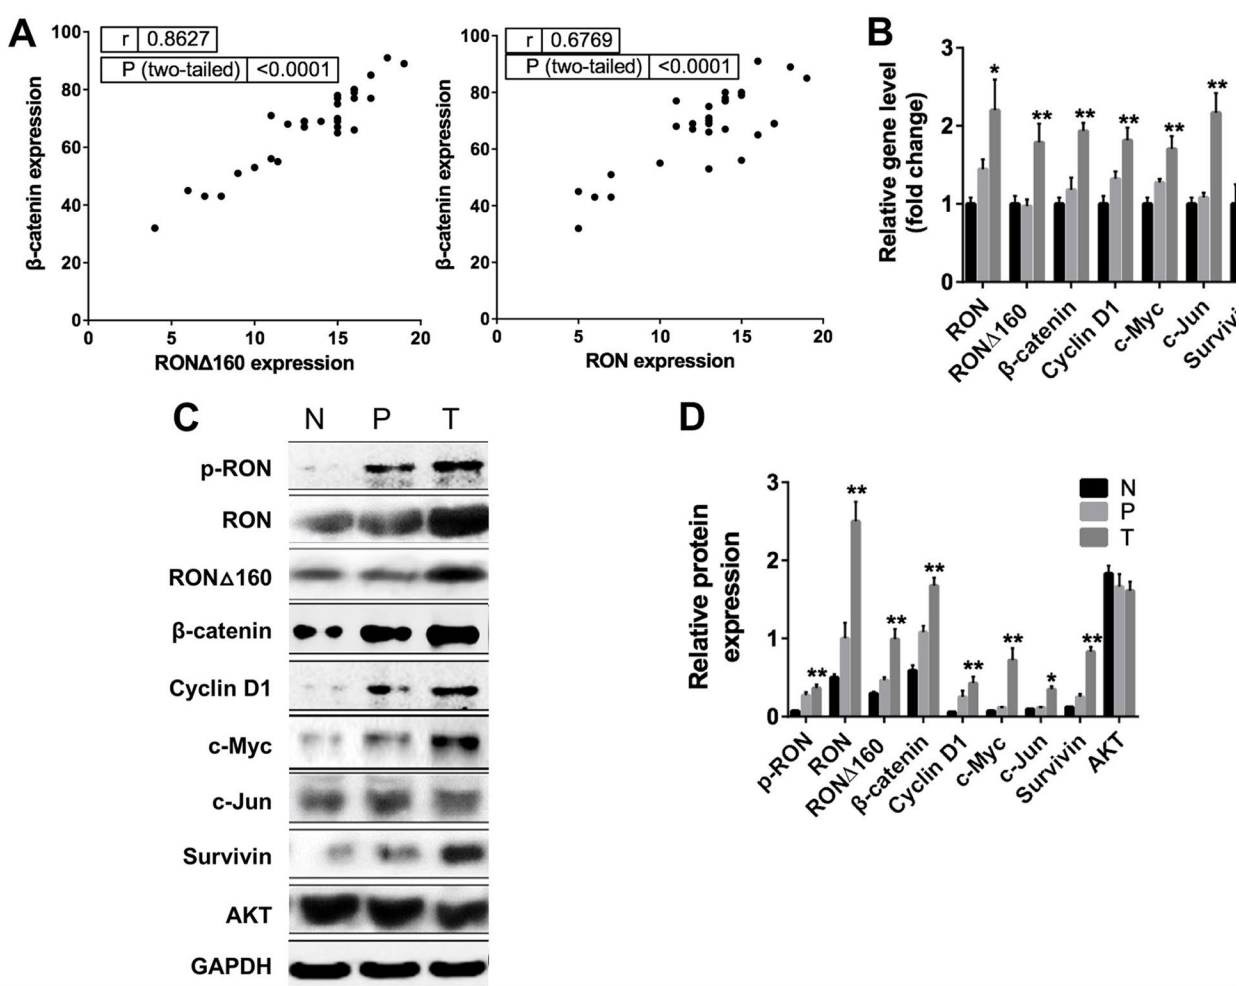 A
r 0.8627
P (two-tailed) <0.0001
100
80
60
40
20
0
0 5 10 15 20
β-catenin expression
RONΔ160 expression
r 0.6769
P (two-tailed) <0.0001
100
80
60
40
20
0
0 5 10 15 20
β-catenin expression
RON expression
B
Relative gene level
(fold change)
3
2
1
0
* ** ** ** ** **
RON
RONΔ160
β-catenin
Cyclin D1
c-Myc
c-Jun
Survivi
C
N P T
p-RON
RON
RONΔ160
β-catenin
Cyclin D1
c-Myc
c-Jun
Survivin
AKT
GAPDH
D
Relative protein
expression
3
2
1
0
N
P
T
** ** ** ** ** ** * **
p-RON
RON
RONΔ160
β-catenin
Cyclin D1
c-Myc
c-Jun
Survivin
AKT